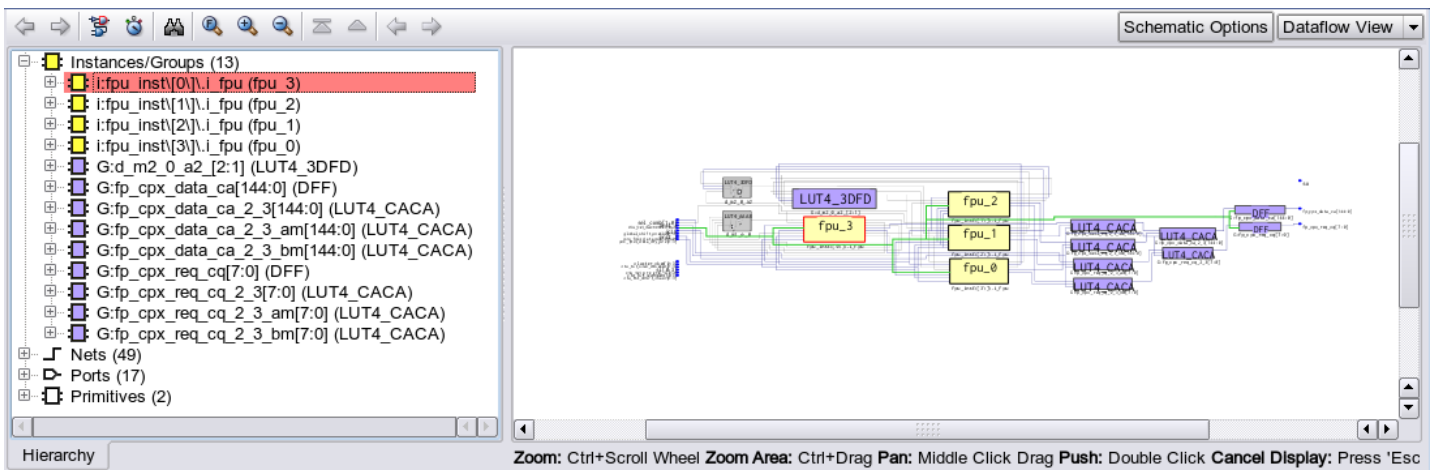 Schematic Options
Dataflow View
Instances/Groups (13)
i:fpu_inst\[0\]\.i_fpu (fpu_3)
i:fpu_inst\[1\]\.i_fpu (fpu_2)
i:fpu_inst\[2\]\.i_fpu (fpu_1)
i:fpu_inst\[3\]\.i_fpu (fpu_0)
G:d_m2_0_a2_[2:1] (LUT4_3DFD)
G:fp_cpx_data_ca[144:0] (DFF)
G:fp_cpx_data_ca_2_3[144:0] (LUT4_CACA)
G:fp_cpx_data_ca_2_3_am[144:0] (LUT4_CACA)
G:fp_cpx_data_ca_2_3_bm[144:0] (LUT4_CACA)
G:fp_cpx_req_cq[7:0] (DFF)
G:fp_cpx_req_cq_2_3[7:0] (LUT4_CACA)
G:fp_cpx_req_cq_2_3_am[7:0] (LUT4_CACA)
G:fp_cpx_req_cq_2_3_bm[7:0] (LUT4_CACA)
Nets (49)
Ports (17)
Primitives (2)
Hierarchy
LUT4_3DFD
fpu_3
fpu_2
fpu_1
fpu_0
LUT4_CACA
LUT4_CACA
LUT4_CACA
LUT4_CACA
LUT4_CACA
LUT4_CACA
DFF
DFF
Zoom: Ctrl+Scroll Wheel Zoom Area: Ctrl+Drag Pan: Middle Click Drag Push: Double Click Cancel Display: Press 'Esc